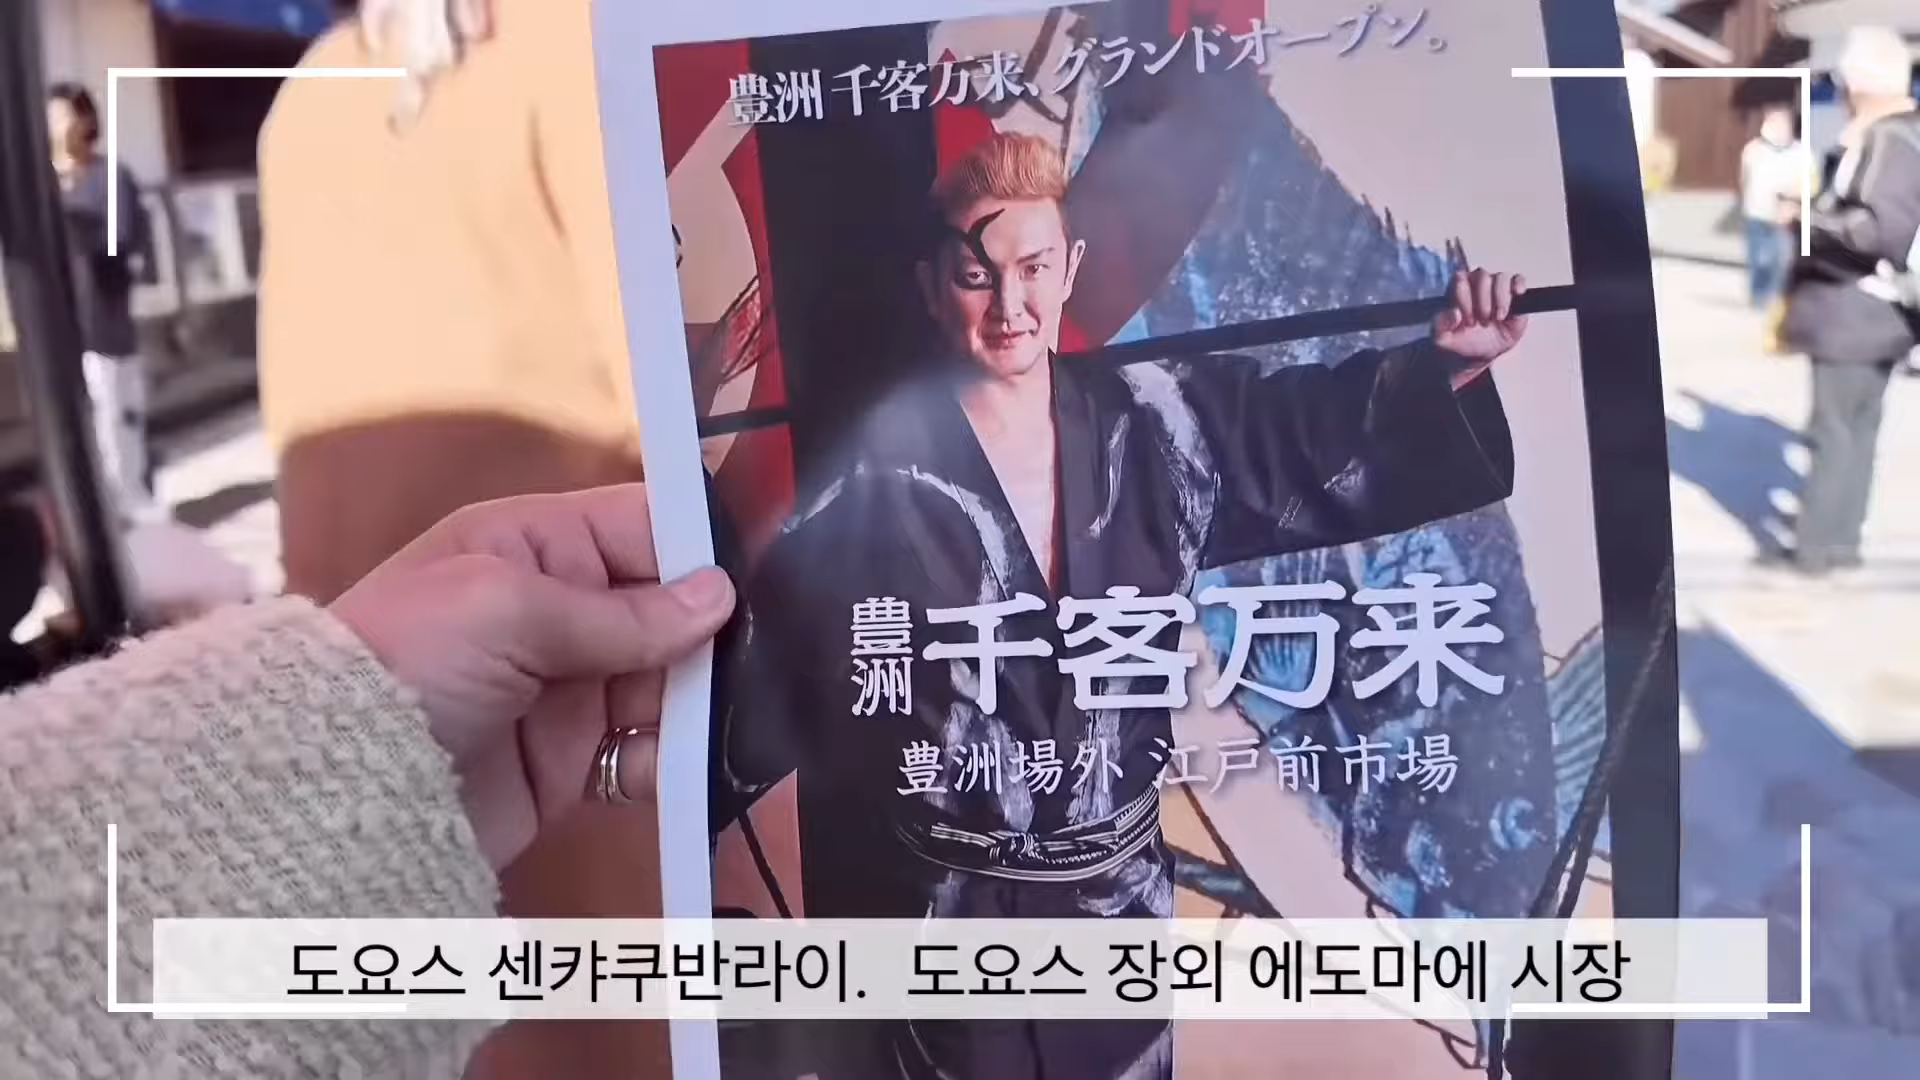 豊洲 千客万来、グランドオープン。
豊洲 千客万来
豊洲場外 江戸前市場
도요스 센캬쿠반라이. 도요스 장외 에도마에 시장